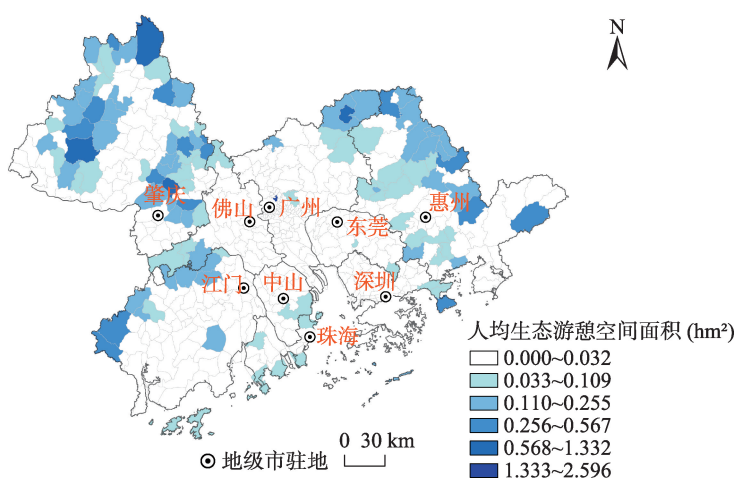 N
肇庆
佛山
广州
惠州
东莞
江门
中山
深圳
珠海
人均生态游憩空间面积 (hm²)
0.000~0.032
0.033~0.109
0.110~0.255
0.256~0.567
0.568~1.332
1.333~2.596
地级市驻地
0 30 km